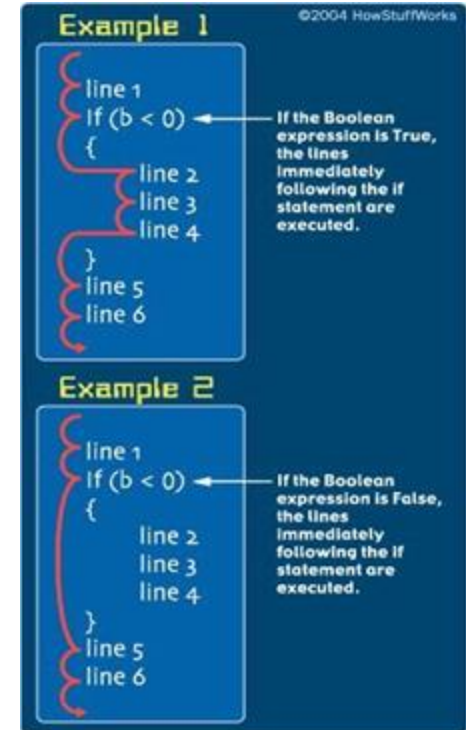 ©2004 HowStuffWorks
Example 1
line 1
If (b < 0)
{
line 2
line 3
line 4
}
line 5
line 6
If the Boolean
expression is True,
the lines
immediately
following the if
statement are
executed.
Example 2
line 1
If (b < 0)
{
line 2
line 3
line 4
}
line 5
line 6
If the Boolean
expression is False,
the lines
immediately
following the if
statement are
executed.